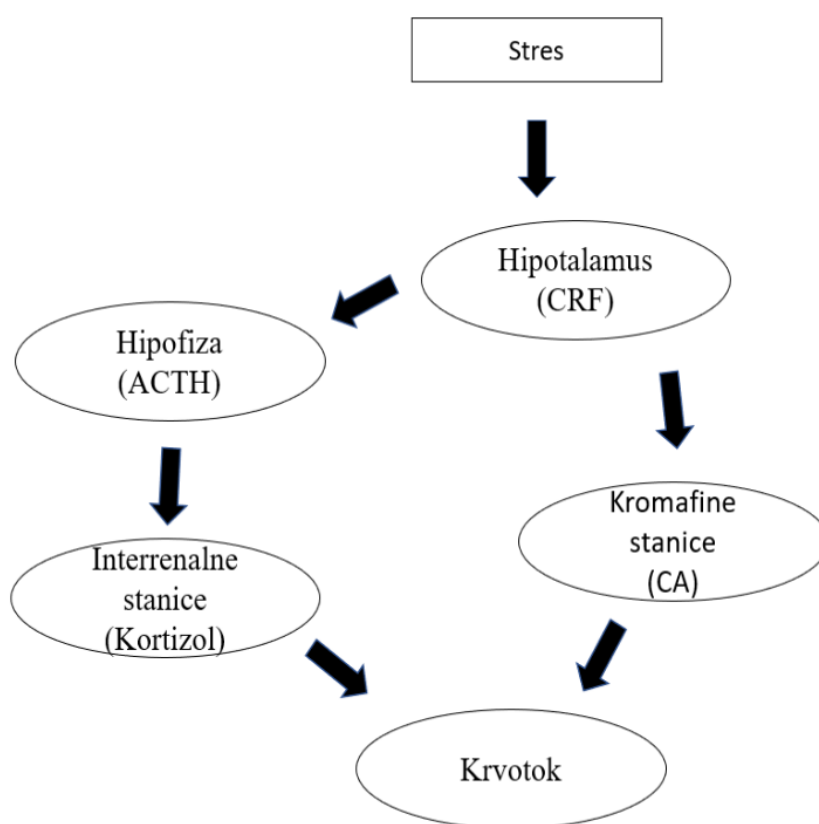 Stres
Hipotalamus
(CRF)
Hipofiza
(ACTH)
Kromafine
stanice
(CA)
Interrenalne
stanice
(Kortizol)
Krvotok